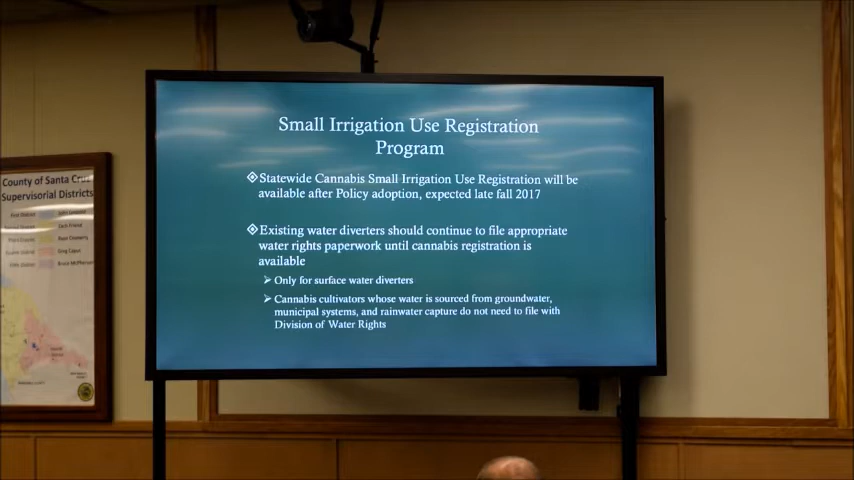 Small Irrigation Use Registration
Program
Statewide Cannabis Small Irrigation Use Registration will be
available after Policy adoption, expected late fall 2017
Existing water diverters should continue to file appropriate
water rights paperwork until cannabis registration is
available
Only for surface water diverters
Cannabis cultivators whose water is sourced from groundwater,
municipal systems, and rainwater capture do not need to file with
Division of Water Rights
County of Santa Cruz
Supervisorial Districts